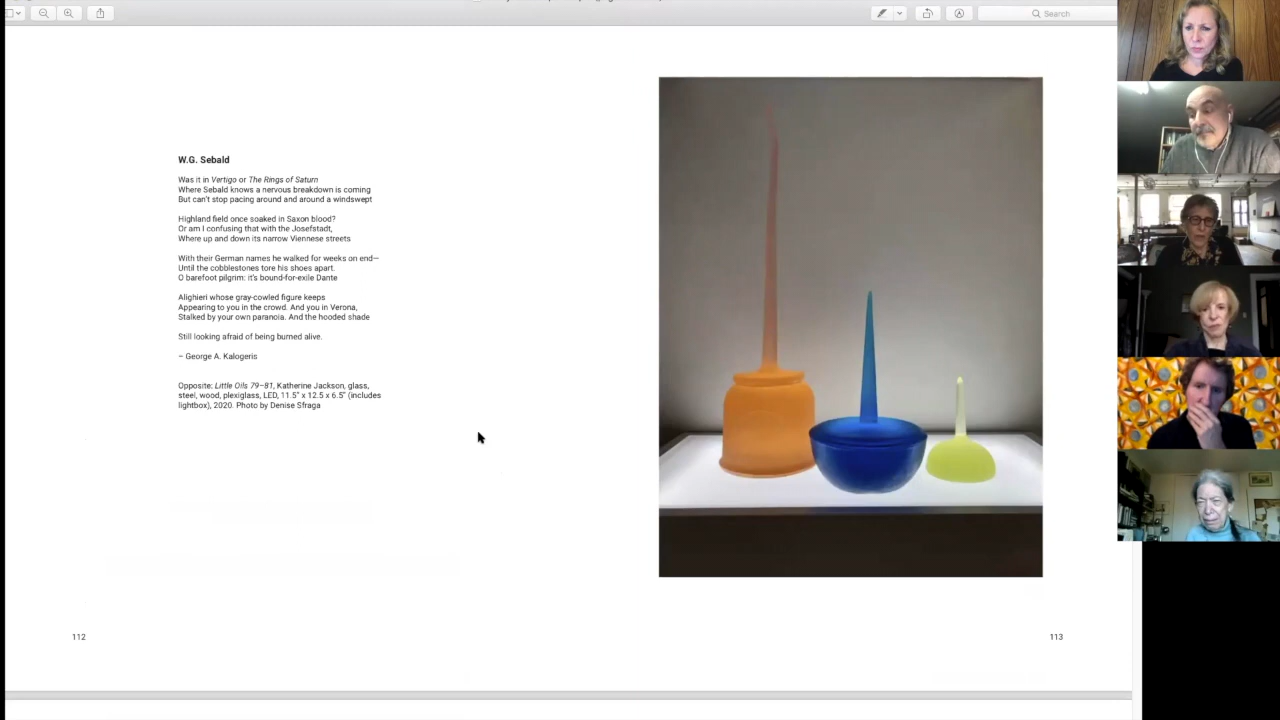 Search
W.G. Sebald
Was it in Vertigo or The Rings of Saturn
Where Sebald knows a nervous breakdown is coming
But can't stop pacing around and around a windswept
Highland field once soaked in Saxon blood?
Or am I confusing that with the Josefstadt,
Where up and down its narrow Viennese streets
With their German names he walked for weeks on end—
Until the cobblestones tore his shoes apart.
O barefoot pilgrim: it's bound-for-exile Dante
Alighieri whose gray-cowled figure keeps
Appearing to you in the crowd. And you in Verona,
Stalked by your own paranoia. And the hooded shade
Still looking afraid of being burned alive.
– George A. Kalogeris
Opposite: Little Oils 79–81, Katherine Jackson, glass,
steel, wood, plexiglass, LED, 11.5" x 12.5 x 6.5" (includes
lightbox), 2020. Photo by Denise Sfraga
112
113